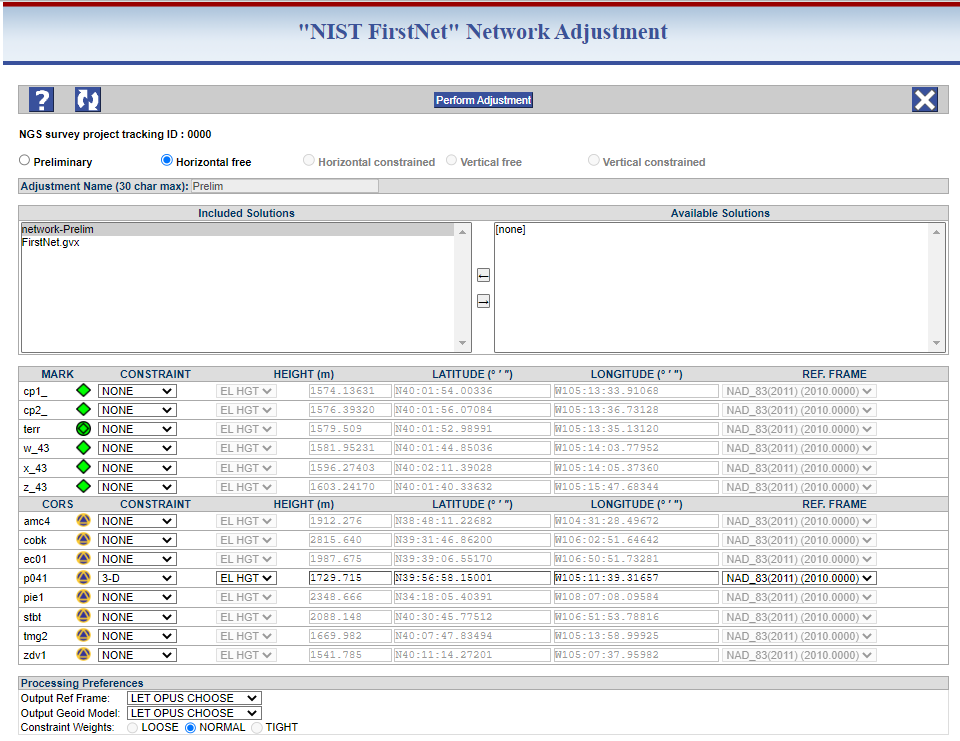 "NIST FirstNet" Network Adjustment
? Perform Adjustment
NGS survey project tracking ID : 0000
Preliminary Horizontal free Horizontal constrained Vertical free Vertical constrained
Adjustment Name (30 char max): Prelim
Included Solutions Available Solutions
network-Prelim [none]
FirstNet.gvx
←
→
MARK CONSTRAINT HEIGHT (m) LATITUDE (° ′ ″) LONGITUDE (° ′ ″) REF. FRAME
cp1_ NONE EL HGT 1574.13631 N40:01:54.00336 W105:13:33.91068 NAD_83(2011) (2010.0000)
cp2_ NONE EL HGT 1576.39320 N40:01:56.07084 W105:13:36.73128 NAD_83(2011) (2010.0000)
terr NONE EL HGT 1579.509 N40:01:52.98991 W105:13:35.13120 NAD_83(2011) (2010.0000)
w_43 NONE EL HGT 1581.95231 N40:01:44.85036 W105:14:03.77952 NAD_83(2011) (2010.0000)
x_43 NONE EL HGT 1596.27403 N40:02:11.39028 W105:14:05.37360 NAD_83(2011) (2010.0000)
z_43 NONE EL HGT 1603.24170 N40:01:40.33632 W105:15:47.68344 NAD_83(2011) (2010.0000)
CORS CONSTRAINT HEIGHT (m) LATITUDE (° ′ ″) LONGITUDE (° ′ ″) REF. FRAME
amc4 NONE EL HGT 1912.276 N38:48:11.22682 W104:31:28.49672 NAD_83(2011) (2010.0000)
cobk NONE EL HGT 2815.640 N39:31:46.86200 W106:02:51.64642 NAD_83(2011) (2010.0000)
ec01 NONE EL HGT 1987.675 N39:39:06.55170 W106:50:51.73281 NAD_83(2011) (2010.0000)
p041 3-D EL HGT 1729.715 N39:56:58.15001 W105:11:39.31657 NAD_83(2011) (2010.0000)
pie1 NONE EL HGT 2348.666 N34:18:05.40391 W108:07:08.09584 NAD_83(2011) (2010.0000)
stbt NONE EL HGT 2088.148 N40:30:45.77512 W106:51:53.78816 NAD_83(2011) (2010.0000)
tmg2 NONE EL HGT 1669.982 N40:07:47.83494 W105:13:58.99925 NAD_83(2011) (2010.0000)
zdv1 NONE EL HGT 1541.785 N40:11:14.27201 W105:07:37.95982 NAD_83(2011) (2010.0000)
Processing Preferences
Output Ref Frame: LET OPUS CHOOSE
Output Geoid Model: LET OPUS CHOOSE
Constraint Weights: LOOSE NORMAL TIGHT